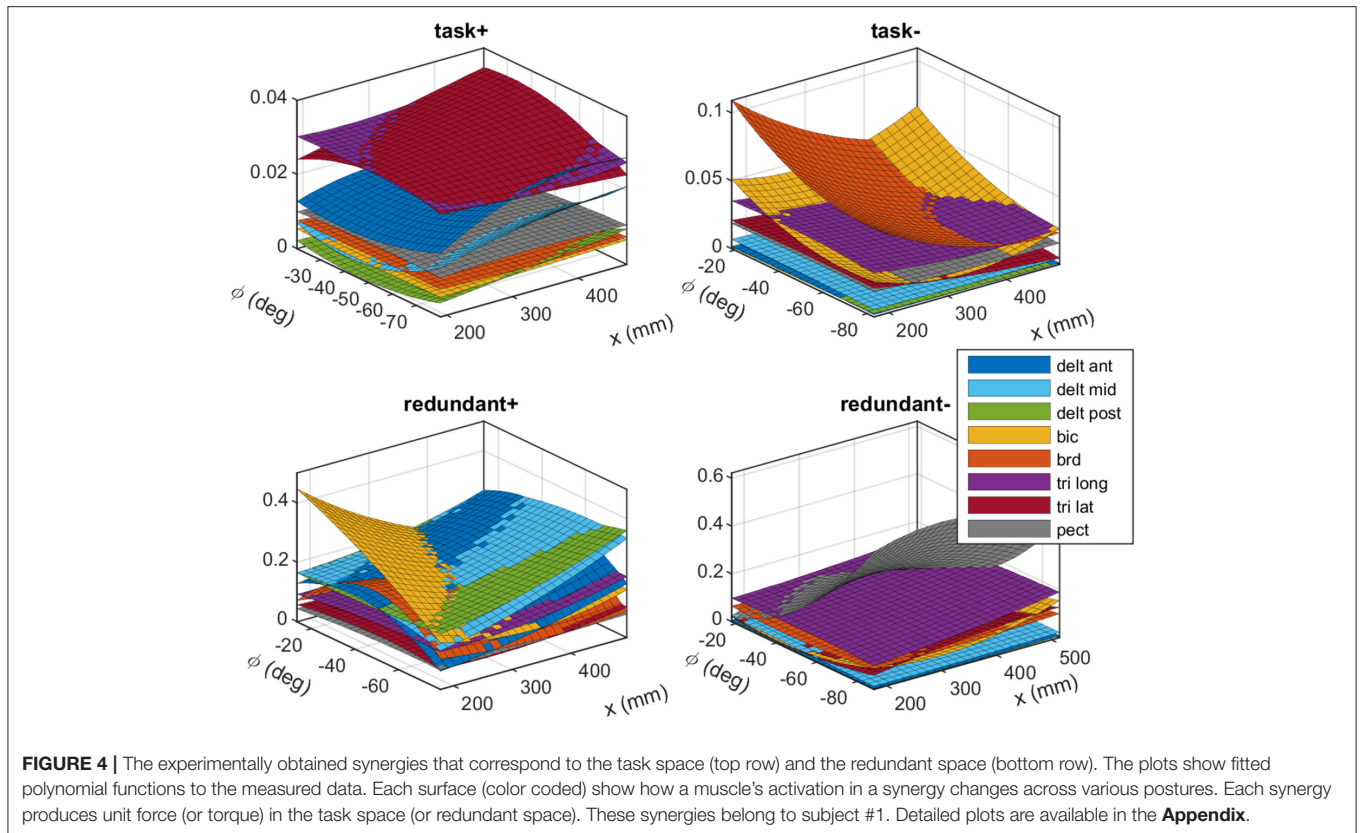 task+
0.04
0.02
0
-30
-40
-50
-60
-70
ϕ (deg)
200
300
400
x (mm)
task-
0.1
0.05
0
-20
-40
-60
-80
ϕ (deg)
200
300
400
x (mm)
redundant+
0.4
0.2
0
-20
-40
-60
ϕ (deg)
200
300
400
x (mm)
redundant-
0.6
0.4
0.2
0
-20
-40
-60
-80
ϕ (deg)
200
300
400
500
x (mm)
delt ant
delt mid
delt post
bic
brd
tri long
tri lat
pect
FIGURE 4 | The experimentally obtained synergies that correspond to the task space (top row) and the redundant space (bottom row). The plots show fitted
polynomial functions to the measured data. Each surface (color coded) show how a muscle's activation in a synergy changes across various postures. Each synergy
produces unit force (or torque) in the task space (or redundant space). These synergies belong to subject #1. Detailed plots are available in the Appendix.